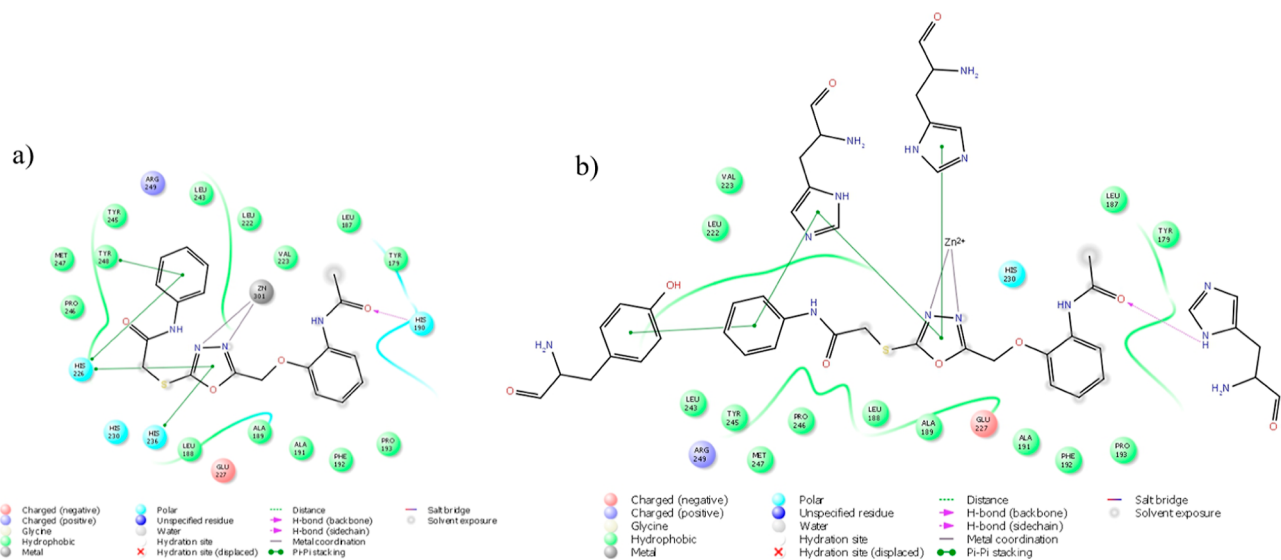 a)
ARG 249
LEU 243
TYR 245
LEU 222
LEU 187
MET 247
TYR 248
VAL 223
TYR 179
ZN 301
PRO 246
O
NH
HN
O
HIS 190
N
N
O
HIS 226
S
O
HIS 230
HIS 236
LEU 188
ALA 189
ALA 191
PHE 192
PRO 193
GLU 227
Charged (negative)
Charged (positive)
Glycine
Hydrophobic
Metal
Polar
Unspecified residue
Water
Hydration site
Hydration site (displaced)
Distance
H-bond (backbone)
H-bond (sidechain)
Metal coordination
Pi-Pi stacking
Salt bridge
Solvent exposure
b)
O
NH₂
O
NH₂
HN
N
VAL 223
LEU 222
NH
N
LEU 187
TYR 179
Zn²⁺
HIS 230
OH
O
HN
N
H
N
N
N
N
H
O
S
O
O
H₂N
O
H₂N
O
LEU 243
TYR 245
PRO 246
LEU 188
ALA 189
GLU 227
ARG 249
MET 247
ALA 191
PHE 192
PRO 193
Charged (negative)
Charged (positive)
Glycine
Hydrophobic
Metal
Polar
Unspecified residue
Water
Hydration site
Hydration site (displaced)
Distance
H-bond (backbone)
H-bond (sidechain)
Metal coordination
Pi-Pi stacking
Salt bridge
Solvent exposure